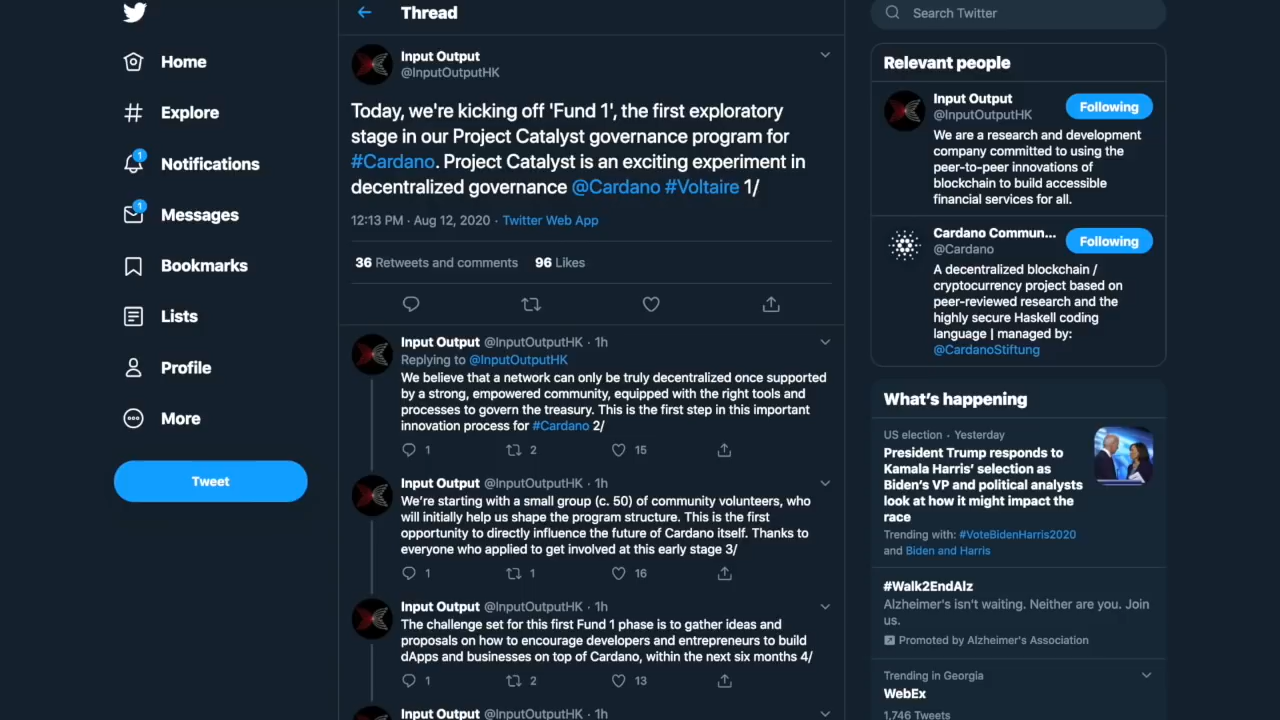 Home
Explore
1
Notifications
1
Messages
Bookmarks
Lists
Profile
More
Tweet
Thread
Input Output
@InputOutputHK
Today, we're kicking off 'Fund 1', the first exploratory
stage in our Project Catalyst governance program for
#Cardano. Project Catalyst is an exciting experiment in
decentralized governance @Cardano #Voltaire 1/
12:13 PM · Aug 12, 2020 · Twitter Web App
36 Retweets and comments 96 Likes
Input Output @InputOutputHK · 1h
Replying to @InputOutputHK
We believe that a network can only be truly decentralized once supported
by a strong, empowered community, equipped with the right tools and
processes to govern the treasury. This is the first step in this important
innovation process for #Cardano 2/
1 2 15
Input Output @InputOutputHK · 1h
We're starting with a small group (c. 50) of community volunteers, who
will initially help us shape the program structure. This is the first
opportunity to directly influence the future of Cardano itself. Thanks to
everyone who applied to get involved at this early stage 3/
1 1 16
Input Output @InputOutputHK · 1h
The challenge set for this first Fund 1 phase is to gather ideas and
proposals on how to encourage developers and entrepreneurs to build
dApps and businesses on top of Cardano, within the next six months 4/
1 2 13
Input Output @InputOutputHK · 1h
Search Twitter
Relevant people
Input Output
@InputOutputHK
Following
We are a research and development
company committed to using the
peer-to-peer innovations of
blockchain to build accessible
financial services for all.
Cardano Commun...
@Cardano
Following
A decentralized blockchain /
cryptocurrency project based on
peer-reviewed research and the
highly secure Haskell coding
language | managed by:
@CardanoStiftung
What's happening
US election · Yesterday
President Trump responds to
Kamala Harris' selection as
Biden's VP and political analysts
look at how it might impact the
race
Trending with: #VoteBidenHarris2020
and Biden and Harris
#Walk2EndAlz
Alzheimer's isn't waiting. Neither are you. Join
us.
Promoted by Alzheimer's Association
Trending in Georgia
WebEx
1,746 Tweets